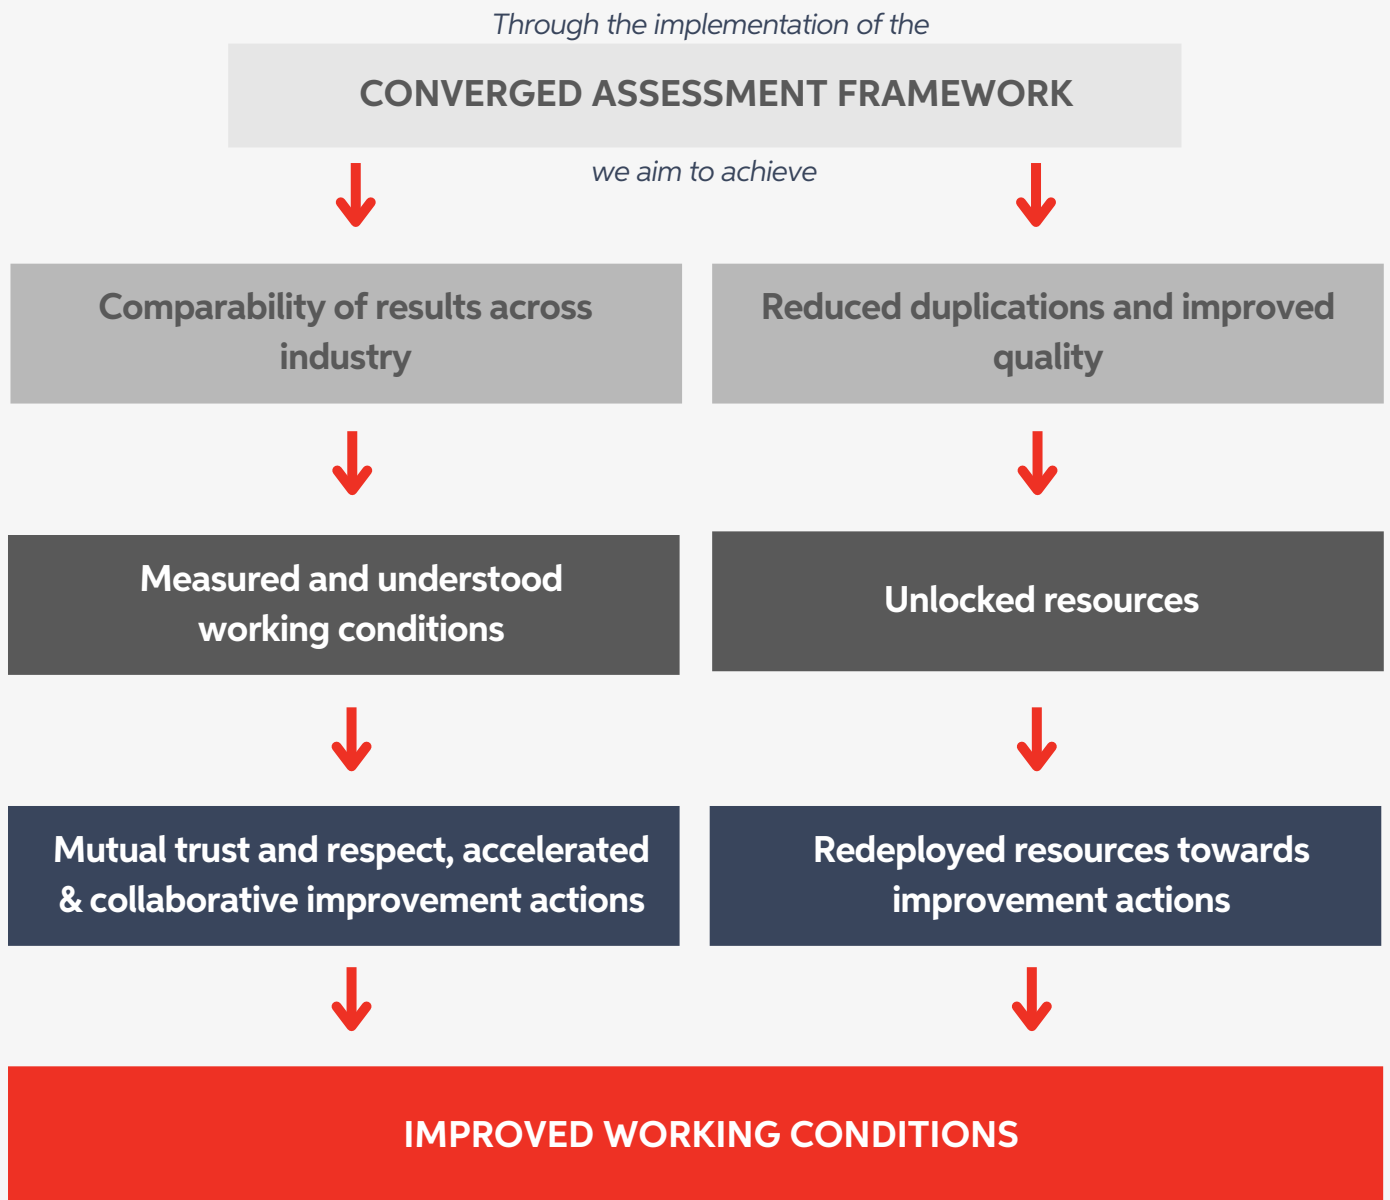 Through the implementation of the
CONVERGED ASSESSMENT FRAMEWORK
we aim to achieve
Comparability of results across
industry
Reduced duplications and improved
quality
Measured and understood
working conditions
Unlocked resources
Mutual trust and respect, accelerated
& collaborative improvement actions
Redeployed resources towards
improvement actions
IMPROVED WORKING CONDITIONS